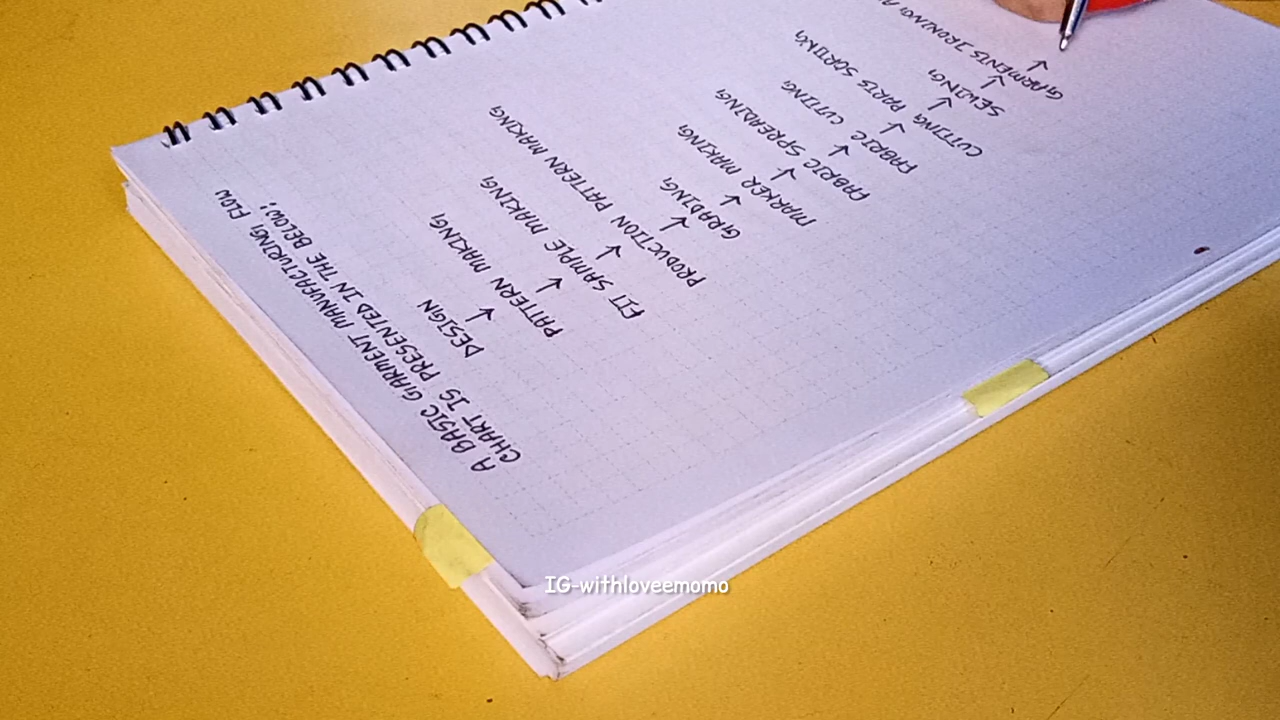 A BASIC GARMENT MANUFACTURING FLOW
CHART IS PRESENTED IN THE BELOW!
DESIGN
↓
PATTERN MAKING
↓
FIT SAMPLE MAKING
↓
PRODUCTION PATTERN MAKING
↓
GRADING
↓
MARKER MAKING
↓
FABRIC SPREADING
↓
FABRIC CUTTING
↓
CUTTING PARTS SORTING
↓
SEWING
↓
GARMENTS IRONING
↓
IG-withloveemomo